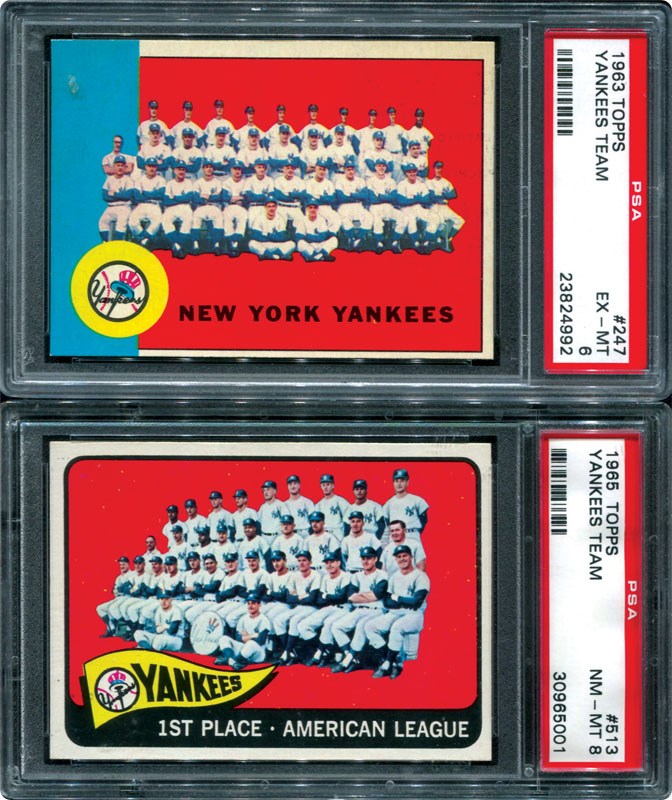 Yankees
NEW YORK YANKEES
1963 TOPPS
YANKEES TEAM
PSA
#247
EX – MT
6
23824992
YANKEES
1ST PLACE · AMERICAN LEAGUE
1965 TOPPS
YANKEES TEAM
PSA
#513
NM – MT 8
30965001